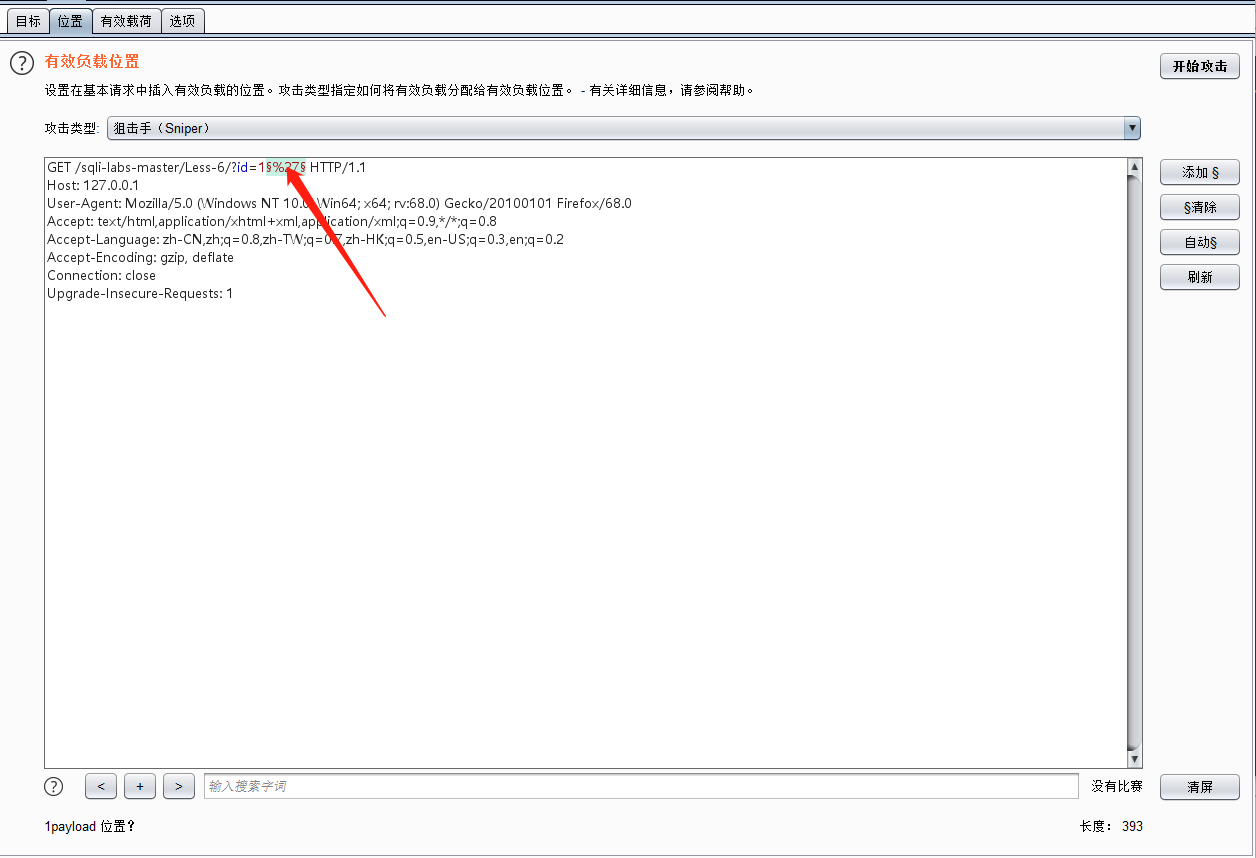 目标 位置 有效载荷 选项
? 有效负载位置 开始攻击
设置在基本请求中插入有效负载的位置。攻击类型指定如何将有效负载分配给有效负载位置。 - 有关详细信息，请参阅帮助。
攻击类型: 狙击手（Sniper）
GET /sqli-labs-master/Less-6/?id=1§%27§ HTTP/1.1
Host: 127.0.0.1
User-Agent: Mozilla/5.0 (Windows NT 10.0; Win64; x64; rv:68.0) Gecko/20100101 Firefox/68.0
Accept: text/html,application/xhtml+xml,application/xml;q=0.9,*/*;q=0.8
Accept-Language: zh-CN,zh;q=0.8,zh-TW;q=0.7,zh-HK;q=0.5,en-US;q=0.3,en;q=0.2
Accept-Encoding: gzip, deflate
Connection: close
Upgrade-Insecure-Requests: 1
添加 §
§清除
自动§
刷新
? < + > 输入搜索字词 没有比赛 清屏
1payload 位置? 长度： 393